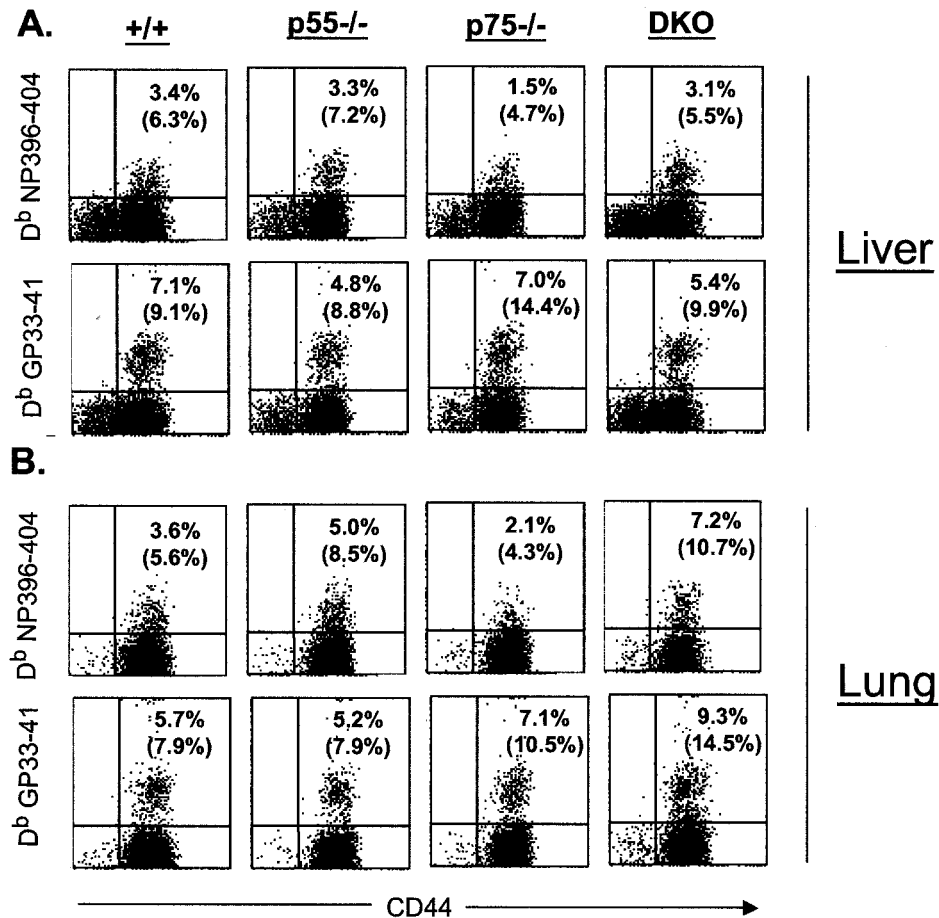 A.
+/+ p55-/- p75-/- DKO
Dᵇ NP396-404
3.4% 3.3% 1.5% 3.1%
(6.3%) (7.2%) (4.7%) (5.5%)
Dᵇ GP33-41
7.1% 4.8% 7.0% 5.4%
(9.1%) (8.8%) (14.4%) (9.9%)
Liver
B.
Dᵇ NP396-404
3.6% 5.0% 2.1% 7.2%
(5.6%) (8.5%) (4.3%) (10.7%)
Dᵇ GP33-41
5.7% 5.2% 7.1% 9.3%
(7.9%) (7.9%) (10.5%) (14.5%)
Lung
CD44